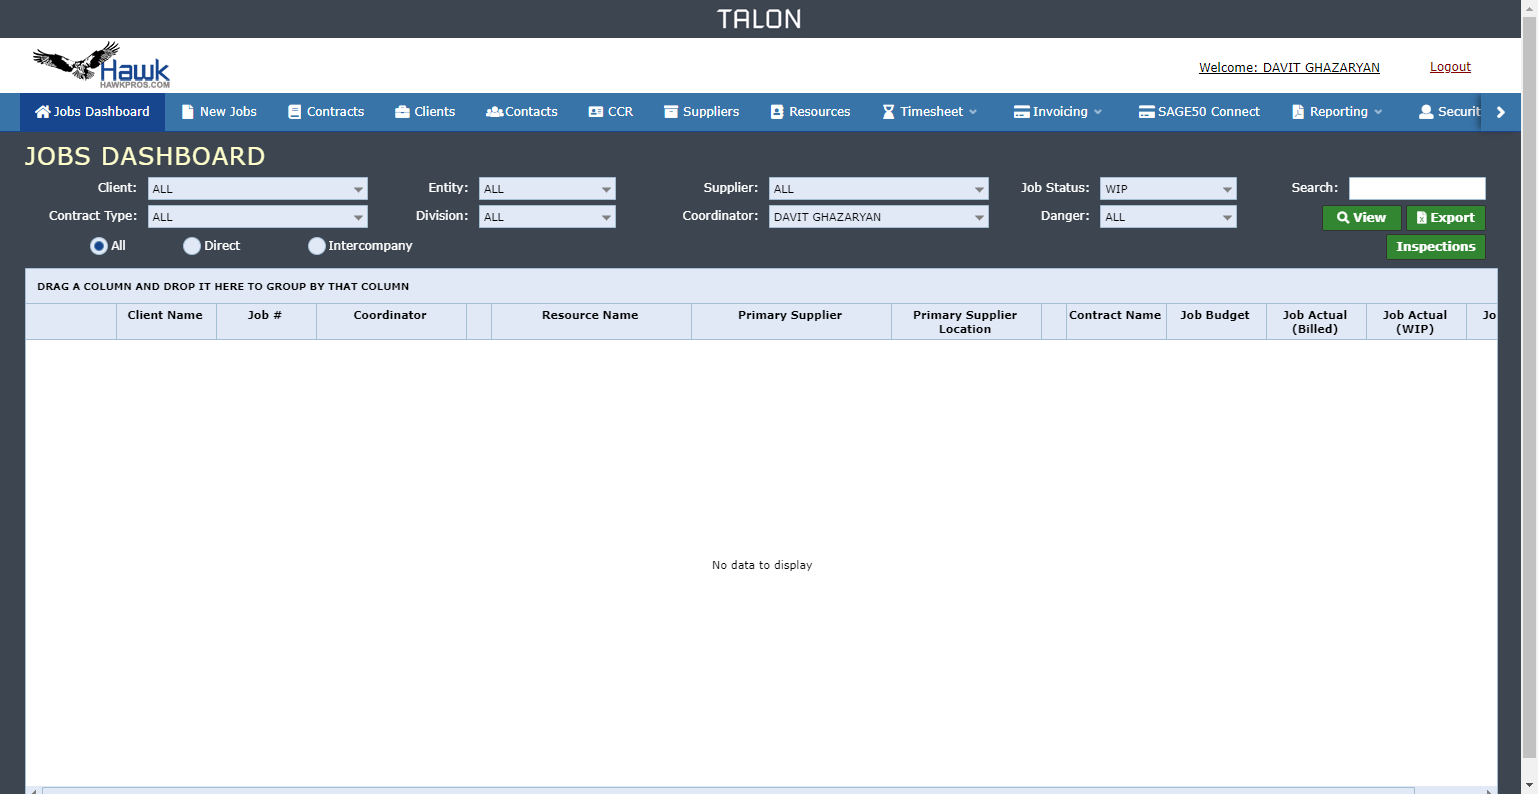 TALON
Hawk
HAWKPROS.COM
Welcome: DAVIT GHAZARYAN Logout
Jobs Dashboard New Jobs Contracts Clients Contacts CCR Suppliers Resources Timesheet Invoicing SAGE50 Connect Reporting Securit
JOBS DASHBOARD
Client: ALL Entity: ALL Supplier: ALL Job Status: WIP Search:
Contract Type: ALL Division: ALL Coordinator: DAVIT GHAZARYAN Danger: ALL View Export
All Direct Intercompany Inspections
DRAG A COLUMN AND DROP IT HERE TO GROUP BY THAT COLUMN
Client Name Job # Coordinator Resource Name Primary Supplier Primary Supplier Contract Name Job Budget Job Actual Job Actual Jo
Location (Billed) (WIP)
No data to display